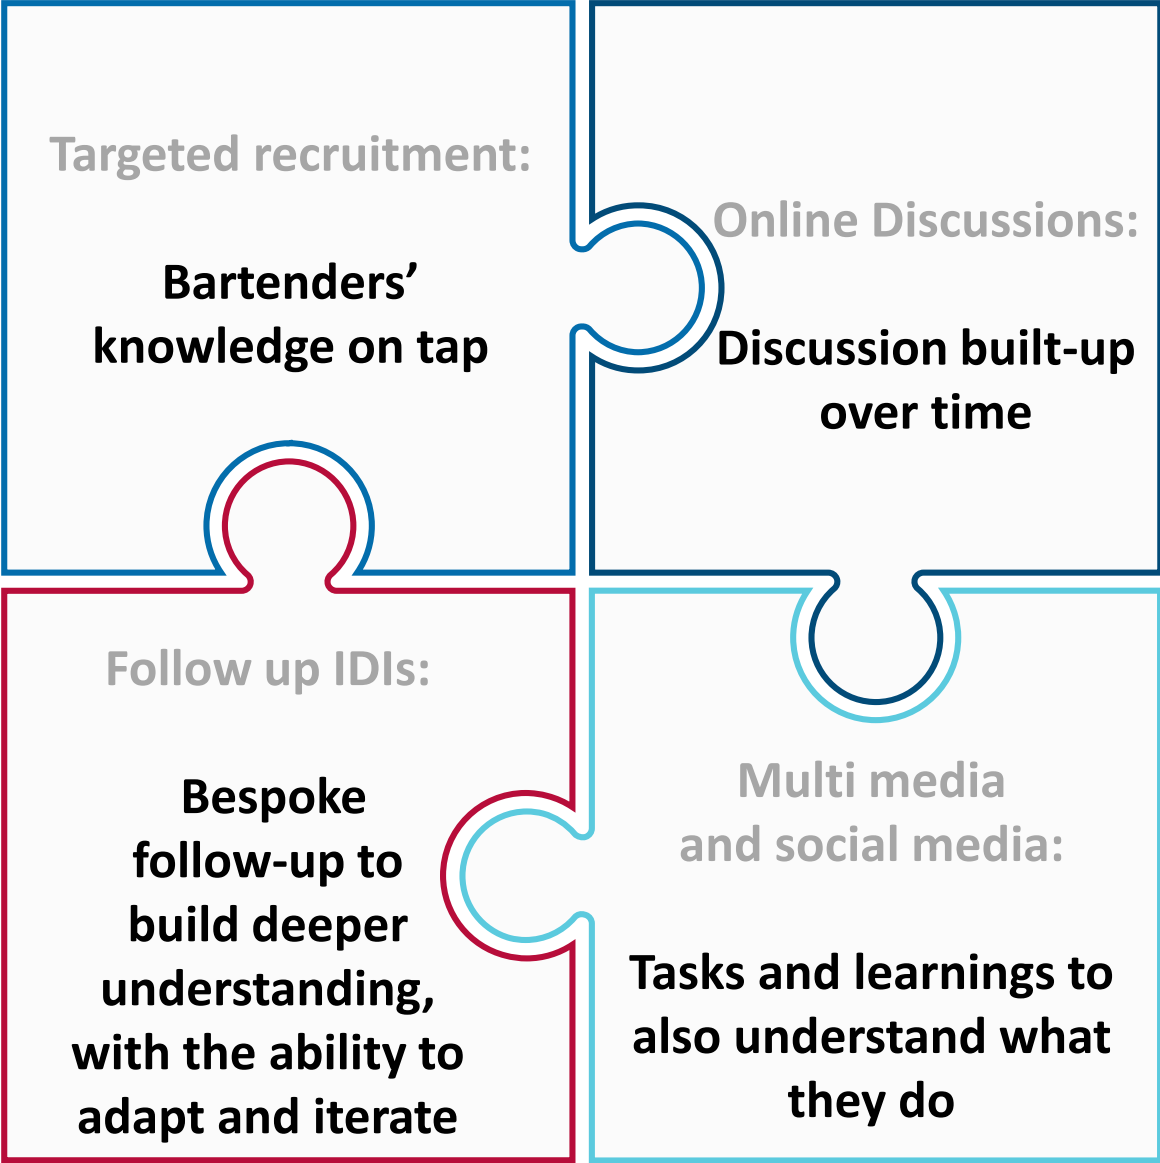 Targeted recruitment:
Bartenders’
knowledge on tap
Online Discussions:
Discussion built-up
over time
Follow up IDIs:
Bespoke
follow-up to
build deeper
understanding,
with the ability to
adapt and iterate
Multi media
and social media:
Tasks and learnings to
also understand what
they do